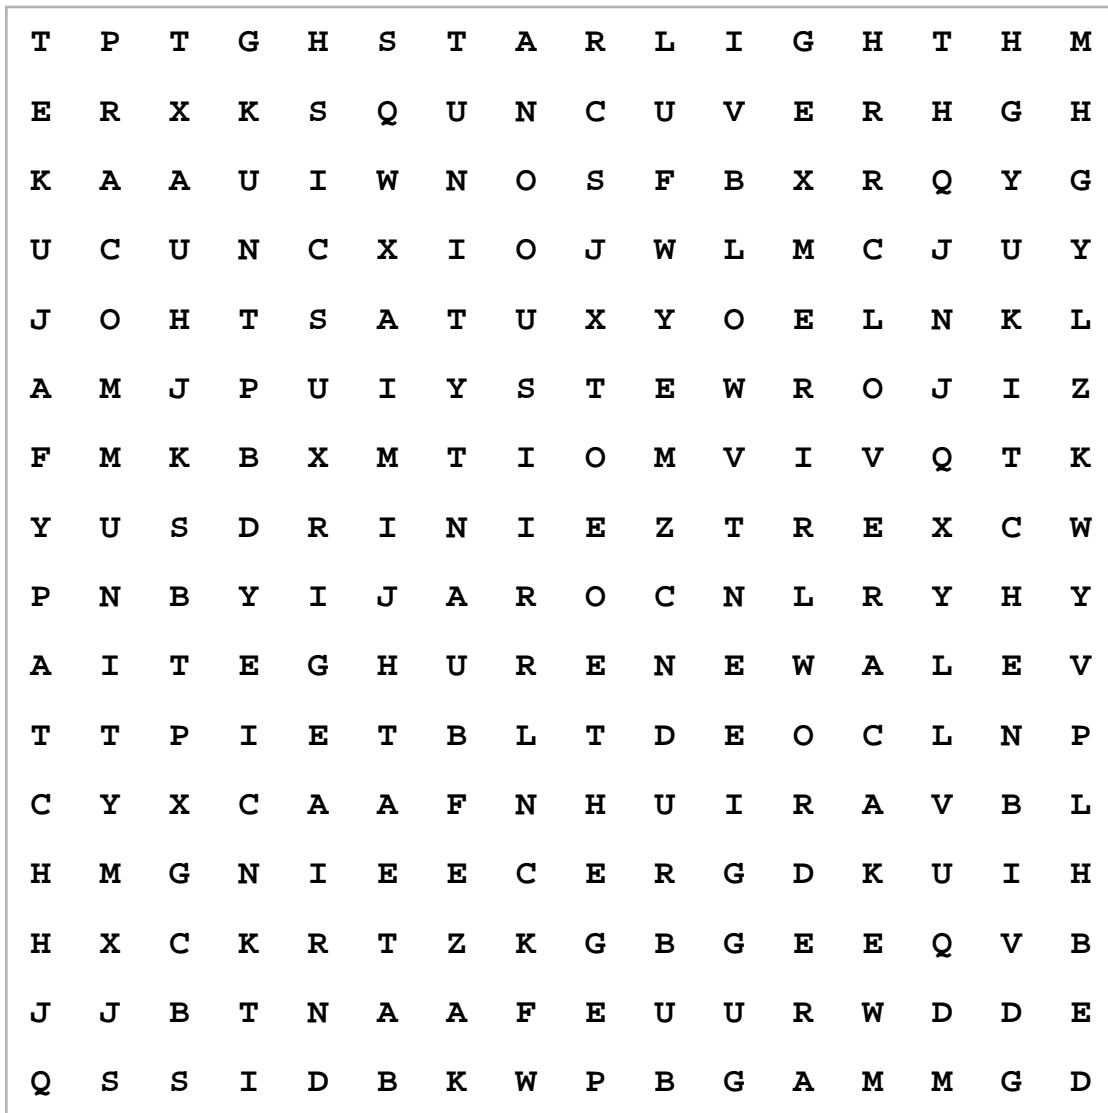 T P T G H S T A R L I G H T H M
E R X K S Q U N C U V E R H G H
K A A U I W N O S F B X R Q Y G
U C U N C X I O J W L M C J U Y
J O H T S A T U X Y O E L N K L
A M J P U I Y S T E W R O J I Z
F M K B X M T I O M V I V Q T K
Y U S D R I N I E Z T R E X C W
P N B Y I J A R O C N L R Y H Y
A I T E G H U R E N E W A L E V
T T P I E T B L T D E O C L N P
C Y X C A A F N H U I R A V B L
H M G N I E E C E R G D K U I H
H X C K R T Z K G B G E E Q V B
J J B T N A A F E U U R W D D E
Q S S I D B K W P B G A M M G D